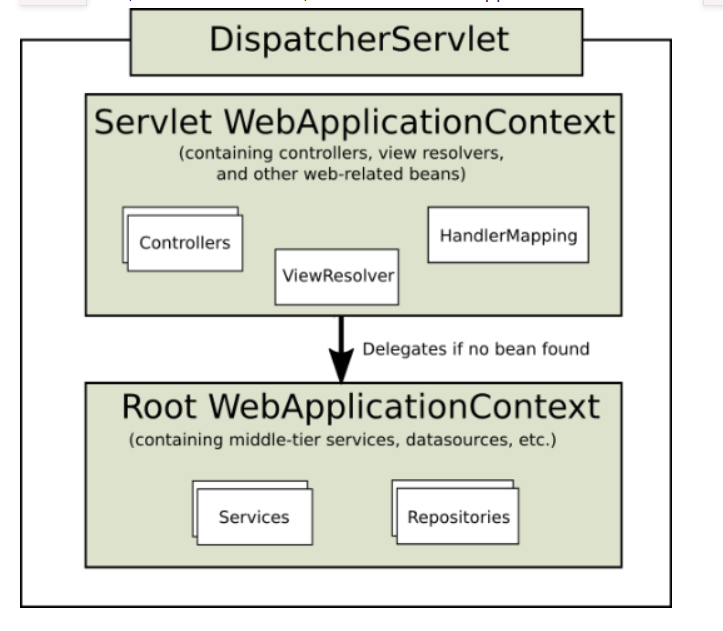 DispatcherServlet
Servlet WebApplicationContext
(containing controllers, view resolvers,
and other web-related beans)
Controllers
HandlerMapping
ViewResolver
Delegates if no bean found
Root WebApplicationContext
(containing middle-tier services, datasources, etc.)
Services
Repositories